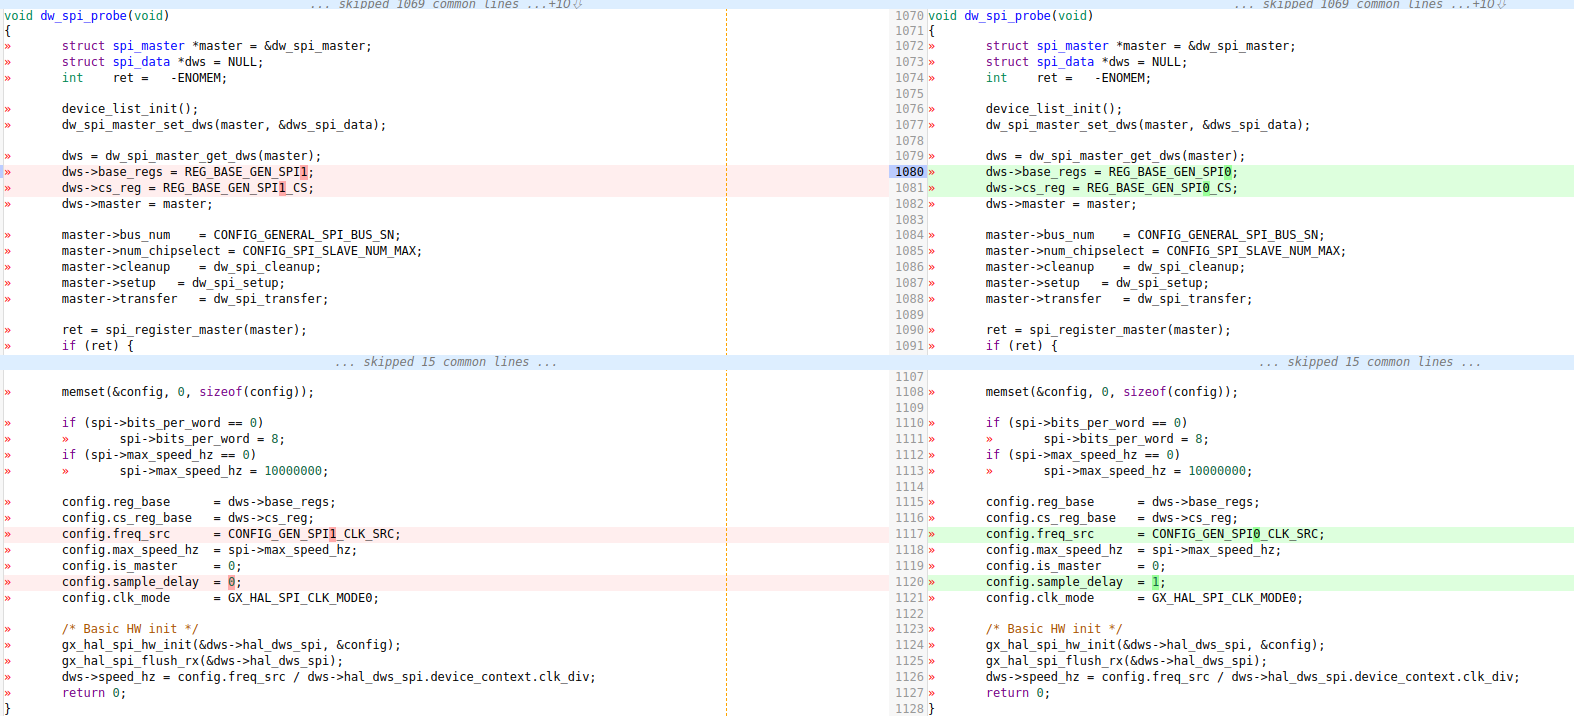 ... skipped 1069 common lines ...+10⇩
void dw_spi_probe(void)
{
»	struct spi_master *master = &dw_spi_master;
»	struct spi_data *dws = NULL;
»	int    ret =   -ENOMEM;
»	device_list_init();
»	dw_spi_master_set_dws(master, &dws_spi_data);
»	dws = dw_spi_master_get_dws(master);
»	dws->base_regs = REG_BASE_GEN_SPI1;
»	dws->cs_reg = REG_BASE_GEN_SPI1_CS;
»	dws->master = master;
»	master->bus_num    = CONFIG_GENERAL_SPI_BUS_SN;
»	master->num_chipselect = CONFIG_SPI_SLAVE_NUM_MAX;
»	master->cleanup    = dw_spi_cleanup;
»	master->setup   = dw_spi_setup;
»	master->transfer   = dw_spi_transfer;
»	ret = spi_register_master(master);
»	if (ret) {
... skipped 15 common lines ...
»	memset(&config, 0, sizeof(config));
»	if (spi->bits_per_word == 0)
»	»	spi->bits_per_word = 8;
»	if (spi->max_speed_hz == 0)
»	»	spi->max_speed_hz = 10000000;
»	config.reg_base      = dws->base_regs;
»	config.cs_reg_base   = dws->cs_reg;
»	config.freq_src      = CONFIG_GEN_SPI1_CLK_SRC;
»	config.max_speed_hz  = spi->max_speed_hz;
»	config.is_master     = 0;
»	config.sample_delay  = 0;
»	config.clk_mode      = GX_HAL_SPI_CLK_MODE0;
»	/* Basic HW init */
»	gx_hal_spi_hw_init(&dws->hal_dws_spi, &config);
»	gx_hal_spi_flush_rx(&dws->hal_dws_spi);
»	dws->speed_hz = config.freq_src / dws->hal_dws_spi.device_context.clk_div;
»	return 0;
}
... skipped 1069 common lines ...+10⇩
1070 void dw_spi_probe(void)
1071 {
1072 »	struct spi_master *master = &dw_spi_master;
1073 »	struct spi_data *dws = NULL;
1074 »	int    ret =   -ENOMEM;
1075
1076 »	device_list_init();
1077 »	dw_spi_master_set_dws(master, &dws_spi_data);
1078
1079 »	dws = dw_spi_master_get_dws(master);
1080 »	dws->base_regs = REG_BASE_GEN_SPI0;
1081 »	dws->cs_reg = REG_BASE_GEN_SPI0_CS;
1082 »	dws->master = master;
1083
1084 »	master->bus_num    = CONFIG_GENERAL_SPI_BUS_SN;
1085 »	master->num_chipselect = CONFIG_SPI_SLAVE_NUM_MAX;
1086 »	master->cleanup    = dw_spi_cleanup;
1087 »	master->setup   = dw_spi_setup;
1088 »	master->transfer   = dw_spi_transfer;
1089
1090 »	ret = spi_register_master(master);
1091 »	if (ret) {
... skipped 15 common lines ...
1107
1108 »	memset(&config, 0, sizeof(config));
1109
1110 »	if (spi->bits_per_word == 0)
1111 »	»	spi->bits_per_word = 8;
1112 »	if (spi->max_speed_hz == 0)
1113 »	»	spi->max_speed_hz = 10000000;
1114
1115 »	config.reg_base      = dws->base_regs;
1116 »	config.cs_reg_base   = dws->cs_reg;
1117 »	config.freq_src      = CONFIG_GEN_SPI0_CLK_SRC;
1118 »	config.max_speed_hz  = spi->max_speed_hz;
1119 »	config.is_master     = 0;
1120 »	config.sample_delay  = 1;
1121 »	config.clk_mode      = GX_HAL_SPI_CLK_MODE0;
1122
1123 »	/* Basic HW init */
1124 »	gx_hal_spi_hw_init(&dws->hal_dws_spi, &config);
1125 »	gx_hal_spi_flush_rx(&dws->hal_dws_spi);
1126 »	dws->speed_hz = config.freq_src / dws->hal_dws_spi.device_context.clk_div;
1127 »	return 0;
1128 }